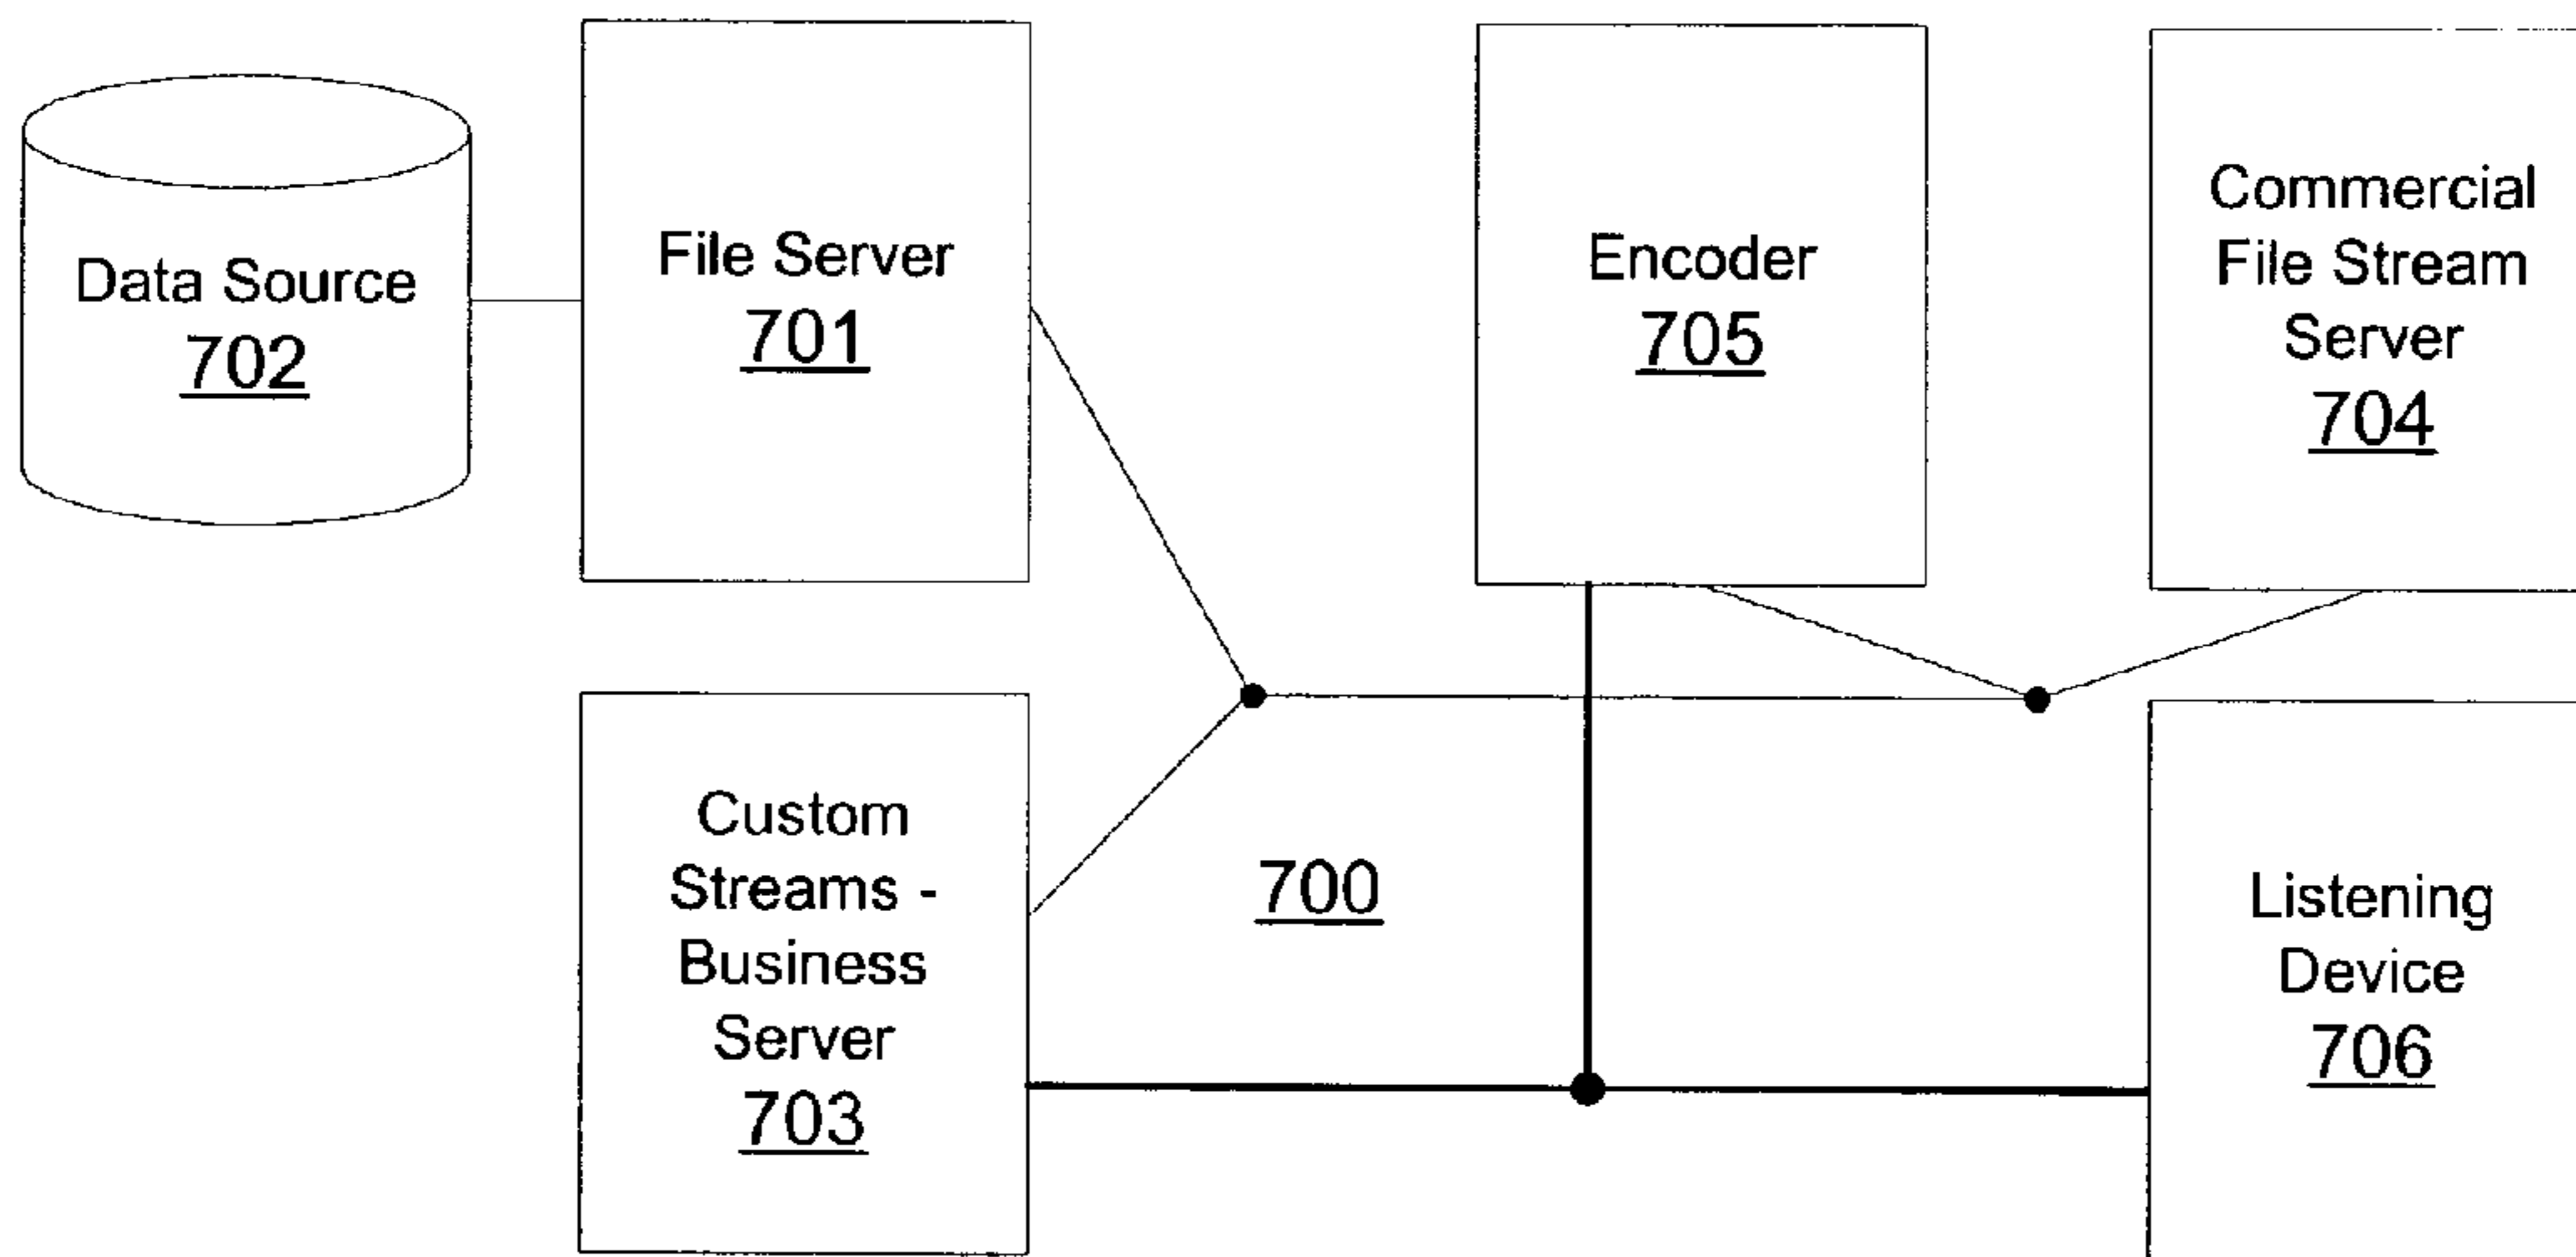 Data Source
702
File Server
701
Encoder
705
Commercial
File Stream
Server
704
Custom
Streams -
Business
Server
703
700
Listening
Device
706